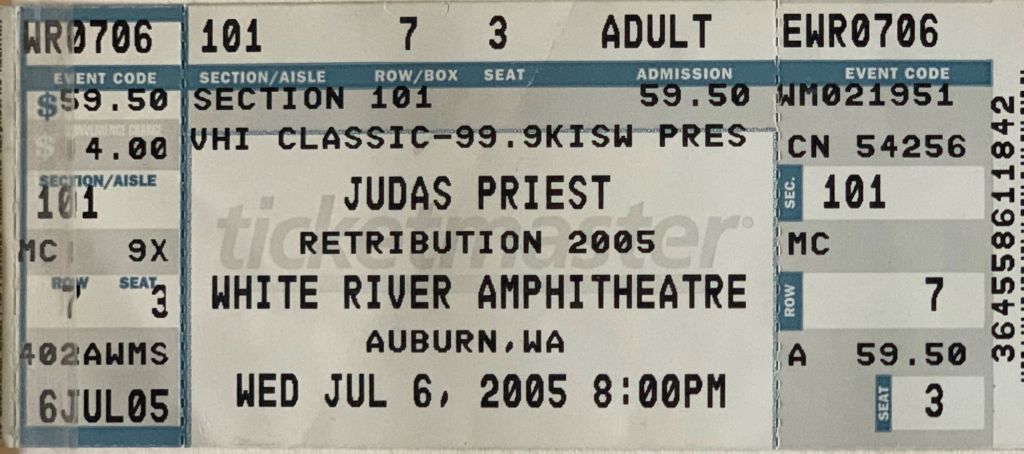 WR0706 101 7 3 ADULT EWR0706
EVENT CODE SECTION/AISLE ROW/BOX SEAT ADMISSION EVENT CODE
$59.50 SECTION 101 59.50 WM021951
CONVENIENCE CHARGE
$ 4.00 VHI CLASSIC-99.9KISW PRES CN 54256
SECTION/AISLE
101 JUDAS PRIEST SEC. 101
ticketmaster®
MC 9X RETRIBUTION 2005 MC
ROW SEAT
7 3 WHITE RIVER AMPHITHEATRE ROW 7
402AWMS AUBURN,WA A 59.50
6JUL05 WED JUL 6, 2005 8:00PM SEAT 3
3645586111842